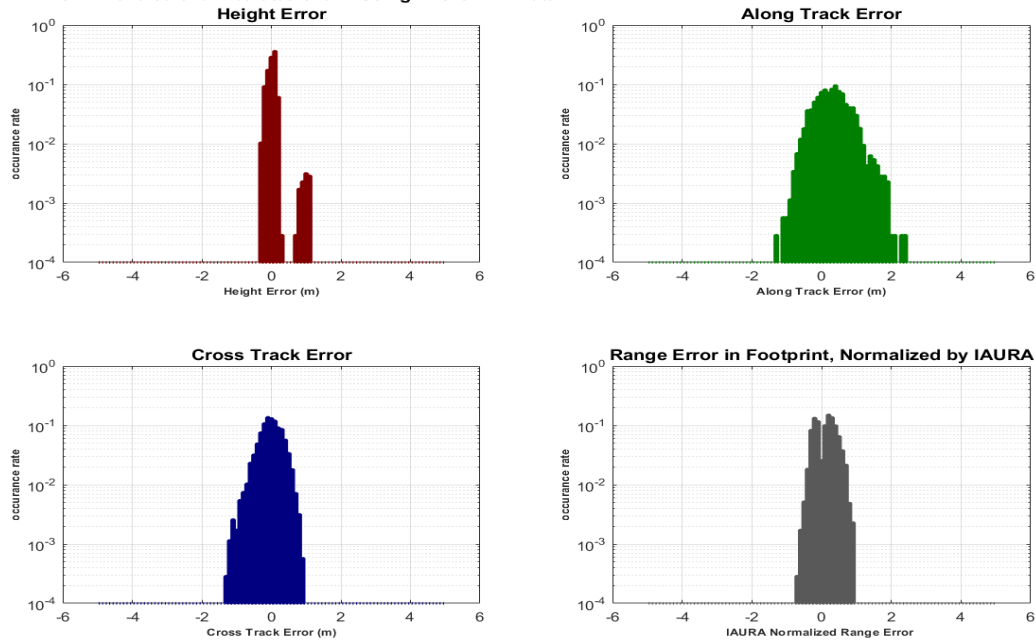 Height Error
10^0
10^-1
10^-2
10^-3
10^-4
occurance rate
-6 -4 -2 0 2 4 6
Height Error (m)
Along Track Error
10^0
10^-1
10^-2
10^-3
10^-4
occurance rate
-6 -4 -2 0 2 4 6
Along Track Error (m)
Cross Track Error
10^0
10^-1
10^-2
10^-3
10^-4
occurance rate
-6 -4 -2 0 2 4 6
Cross Track Error (m)
Range Error in Footprint, Normalized by IAURA
10^0
10^-1
10^-2
10^-3
10^-4
occurance rate
-6 -4 -2 0 2 4 6
IAURA Normalized Range Error